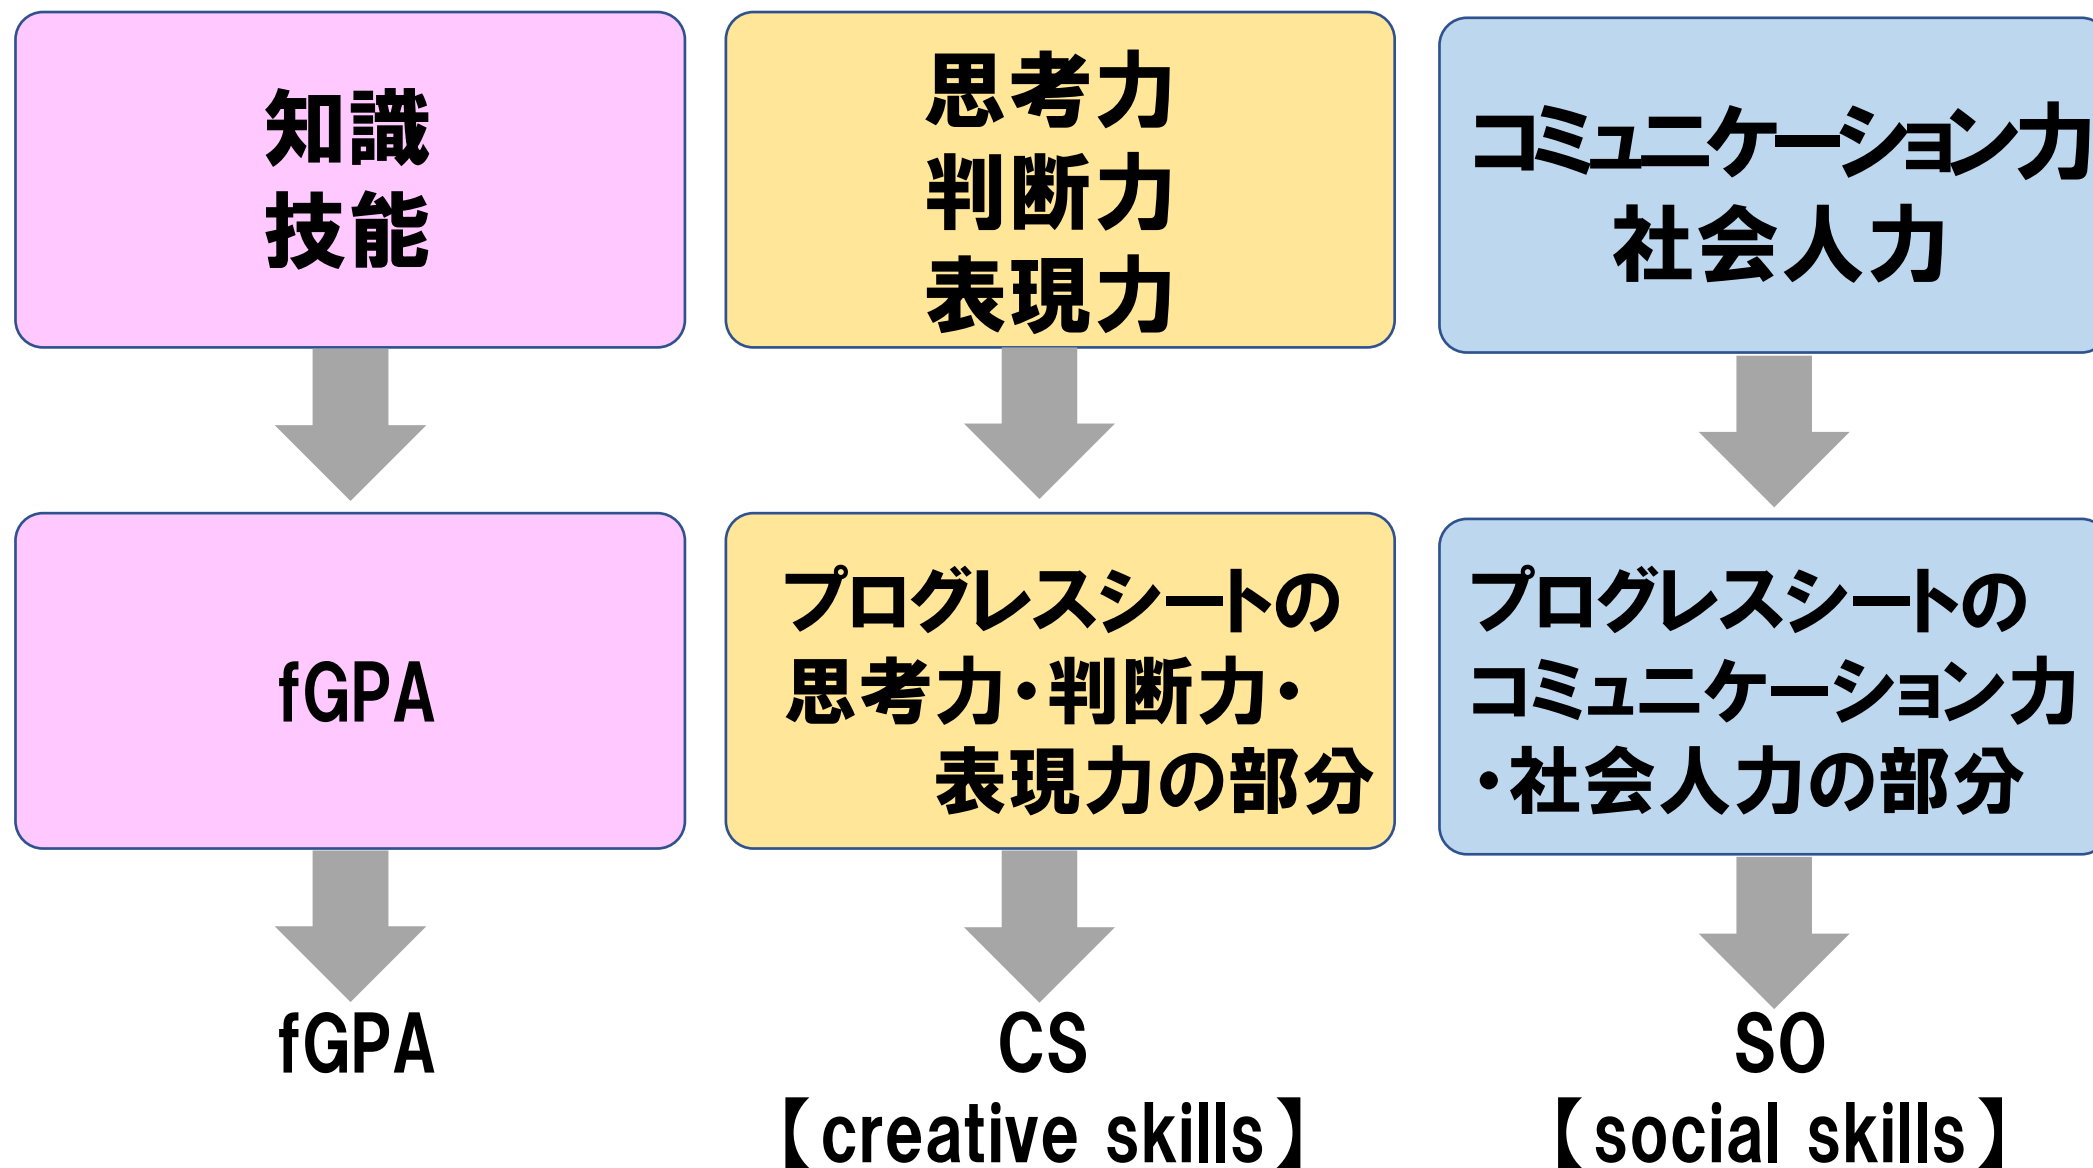 知識
技能
思考力
判断力
表現力
コミュニケーション力
社会人力
fGPA
プログレスシートの
思考力・判断力・
表現力の部分
プログレスシートの
コミュニケーション力
・社会人力の部分
fGPA
CS
【creative skills】
SO
【social skills】